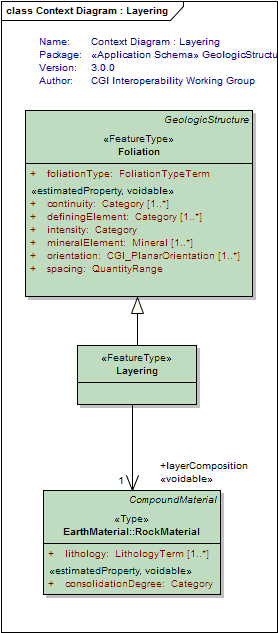 class Context Diagram : Layering
Name: Context Diagram : Layering
Package: «Application Schema» GeologicStructu
Version: 3.0.0
Author: CGI Interoperability Working Group
GeologicStructure
«FeatureType»
Foliation
+ foliationType: FoliationTypeTerm
«estimatedProperty, voidable»
+ continuity: Category [1..*]
+ definingElement: Category [1..*]
+ intensity: Category
+ mineralElement: Mineral [1..*]
+ orientation: CGI_PlanarOrientation [1..*]
+ spacing: QuantityRange
«FeatureType»
Layering
+layerComposition
1 «voidable»
CompoundMaterial
«Type»
EarthMaterial::RockMaterial
+ lithology: LithologyTerm [1..*]
«estimatedProperty, voidable»
+ consolidationDegree: Category